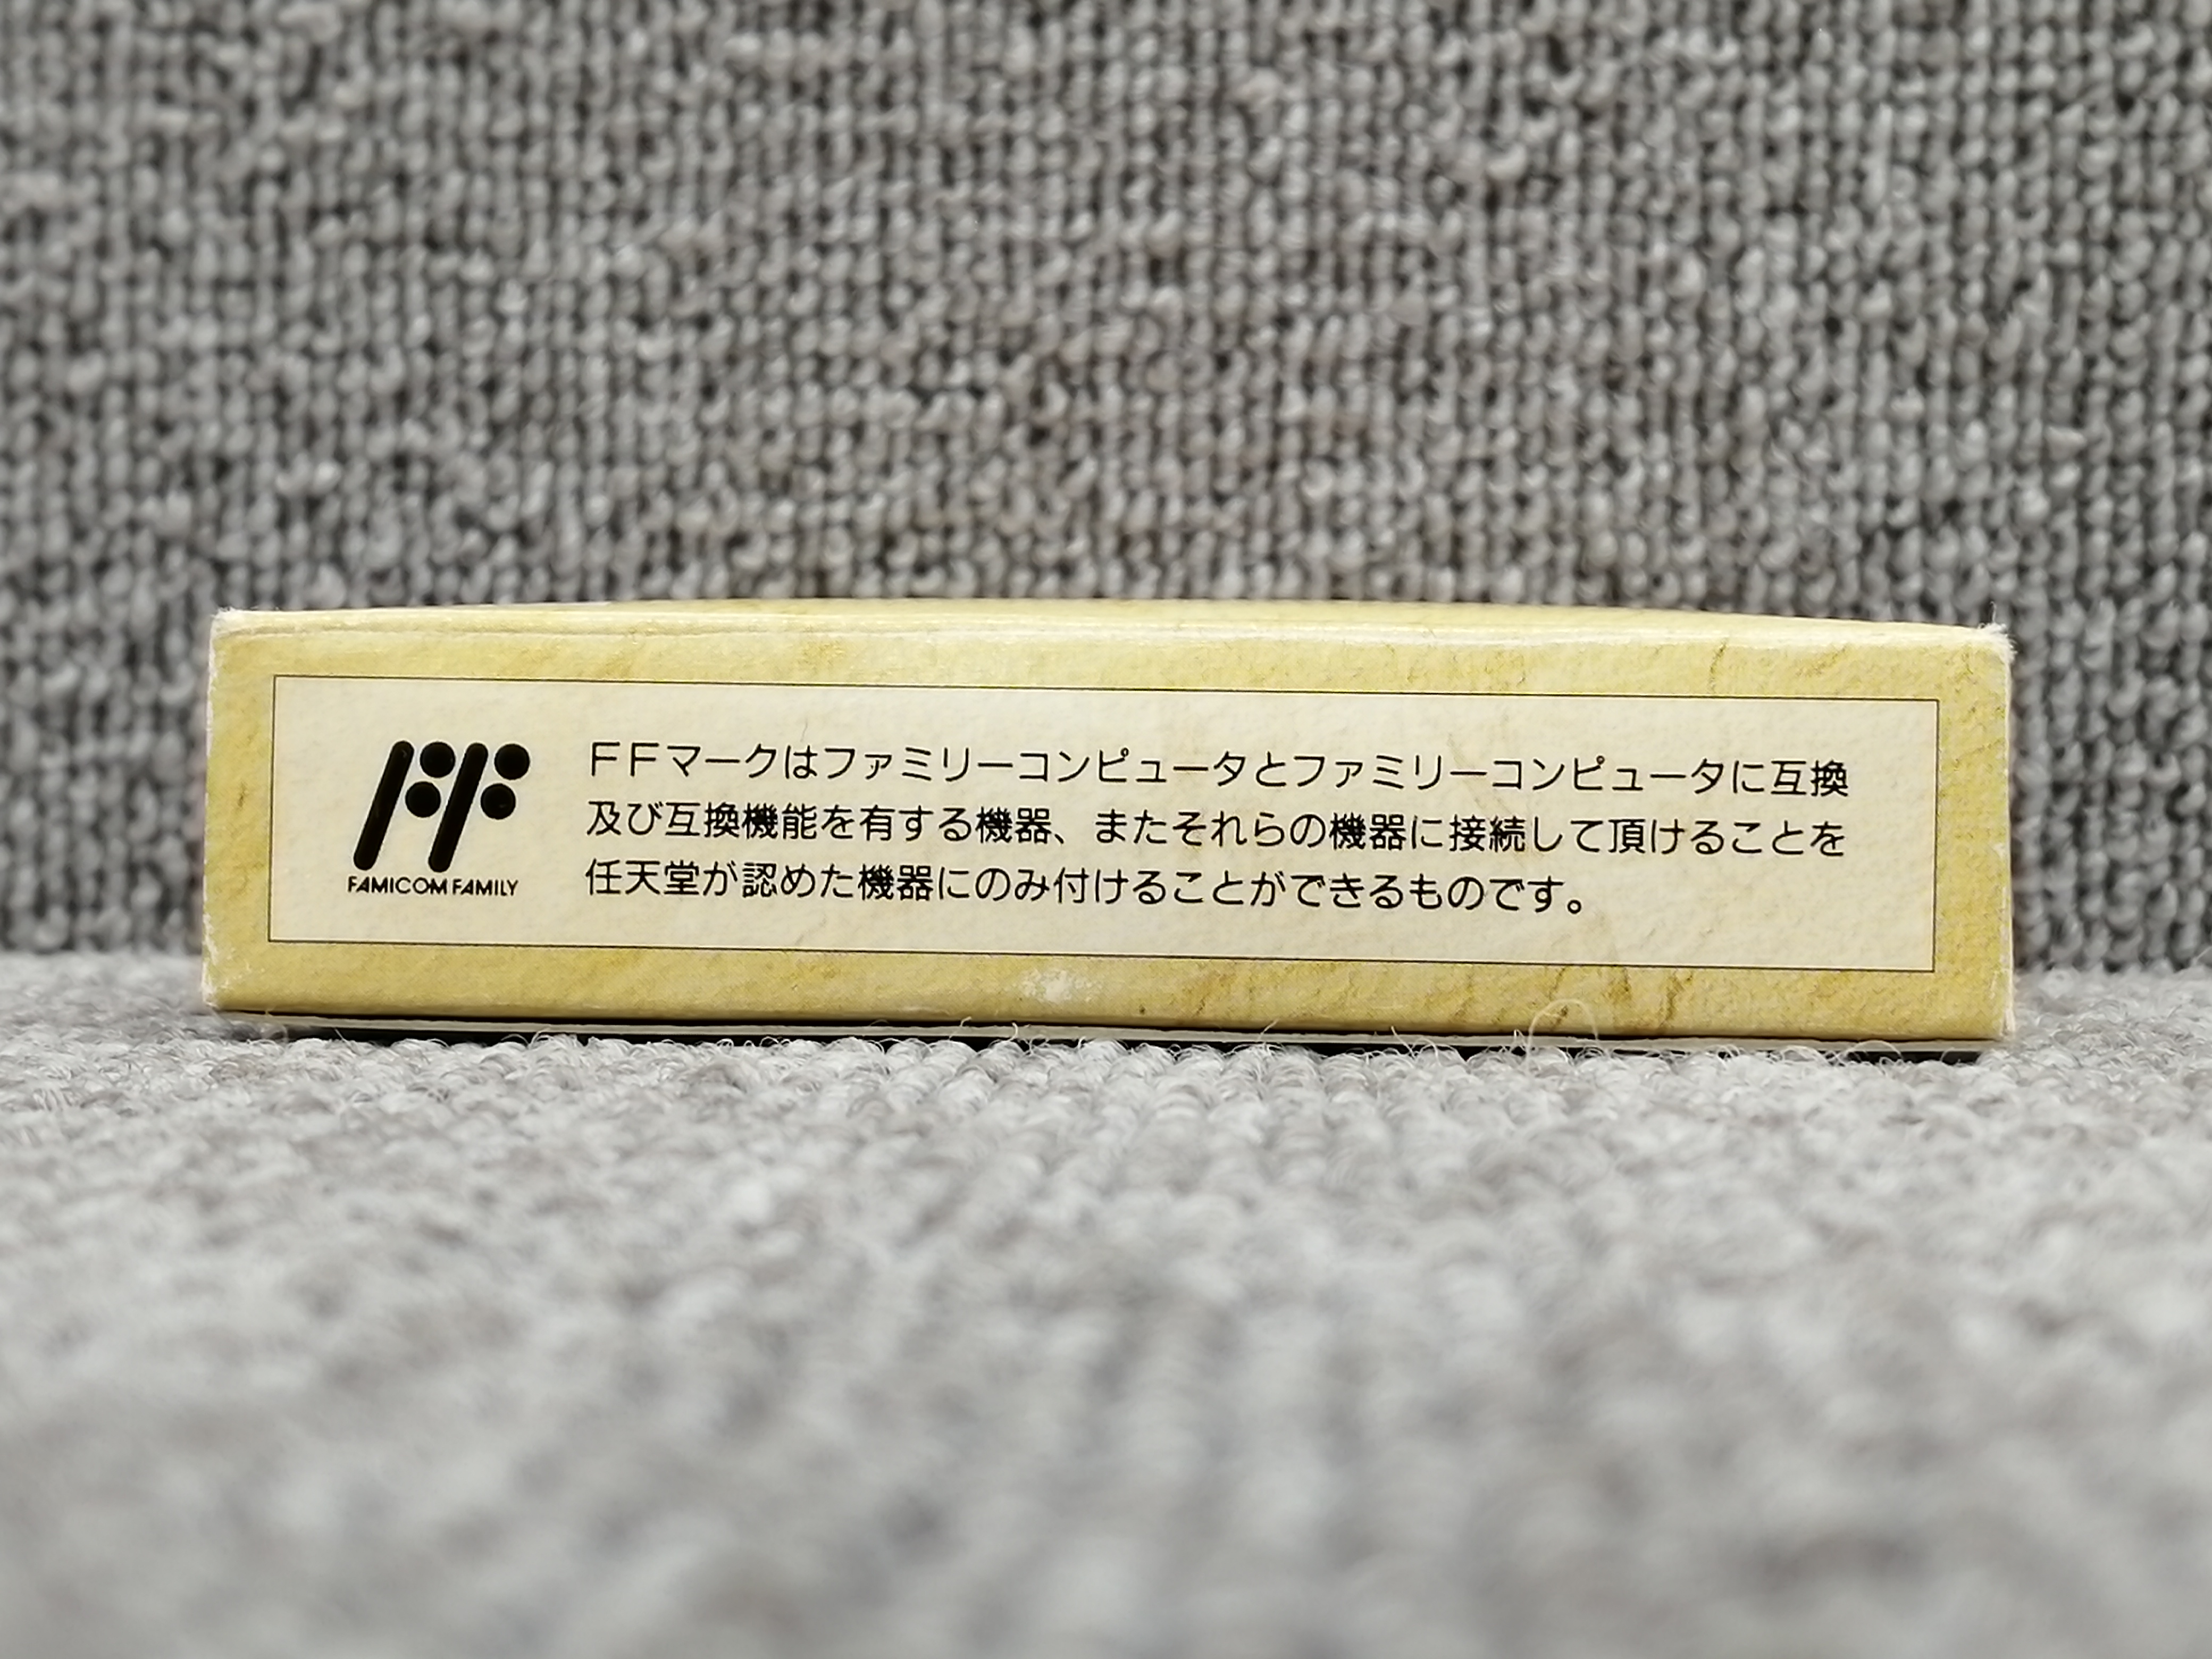 FAMICOM FAMILY
ＦＦマークはファミリーコンピュータとファミリーコンピュータに互換
及び互換機能を有する機器、またそれらの機器に接続して頂けることを
任天堂が認めた機器にのみ付けることができるものです。